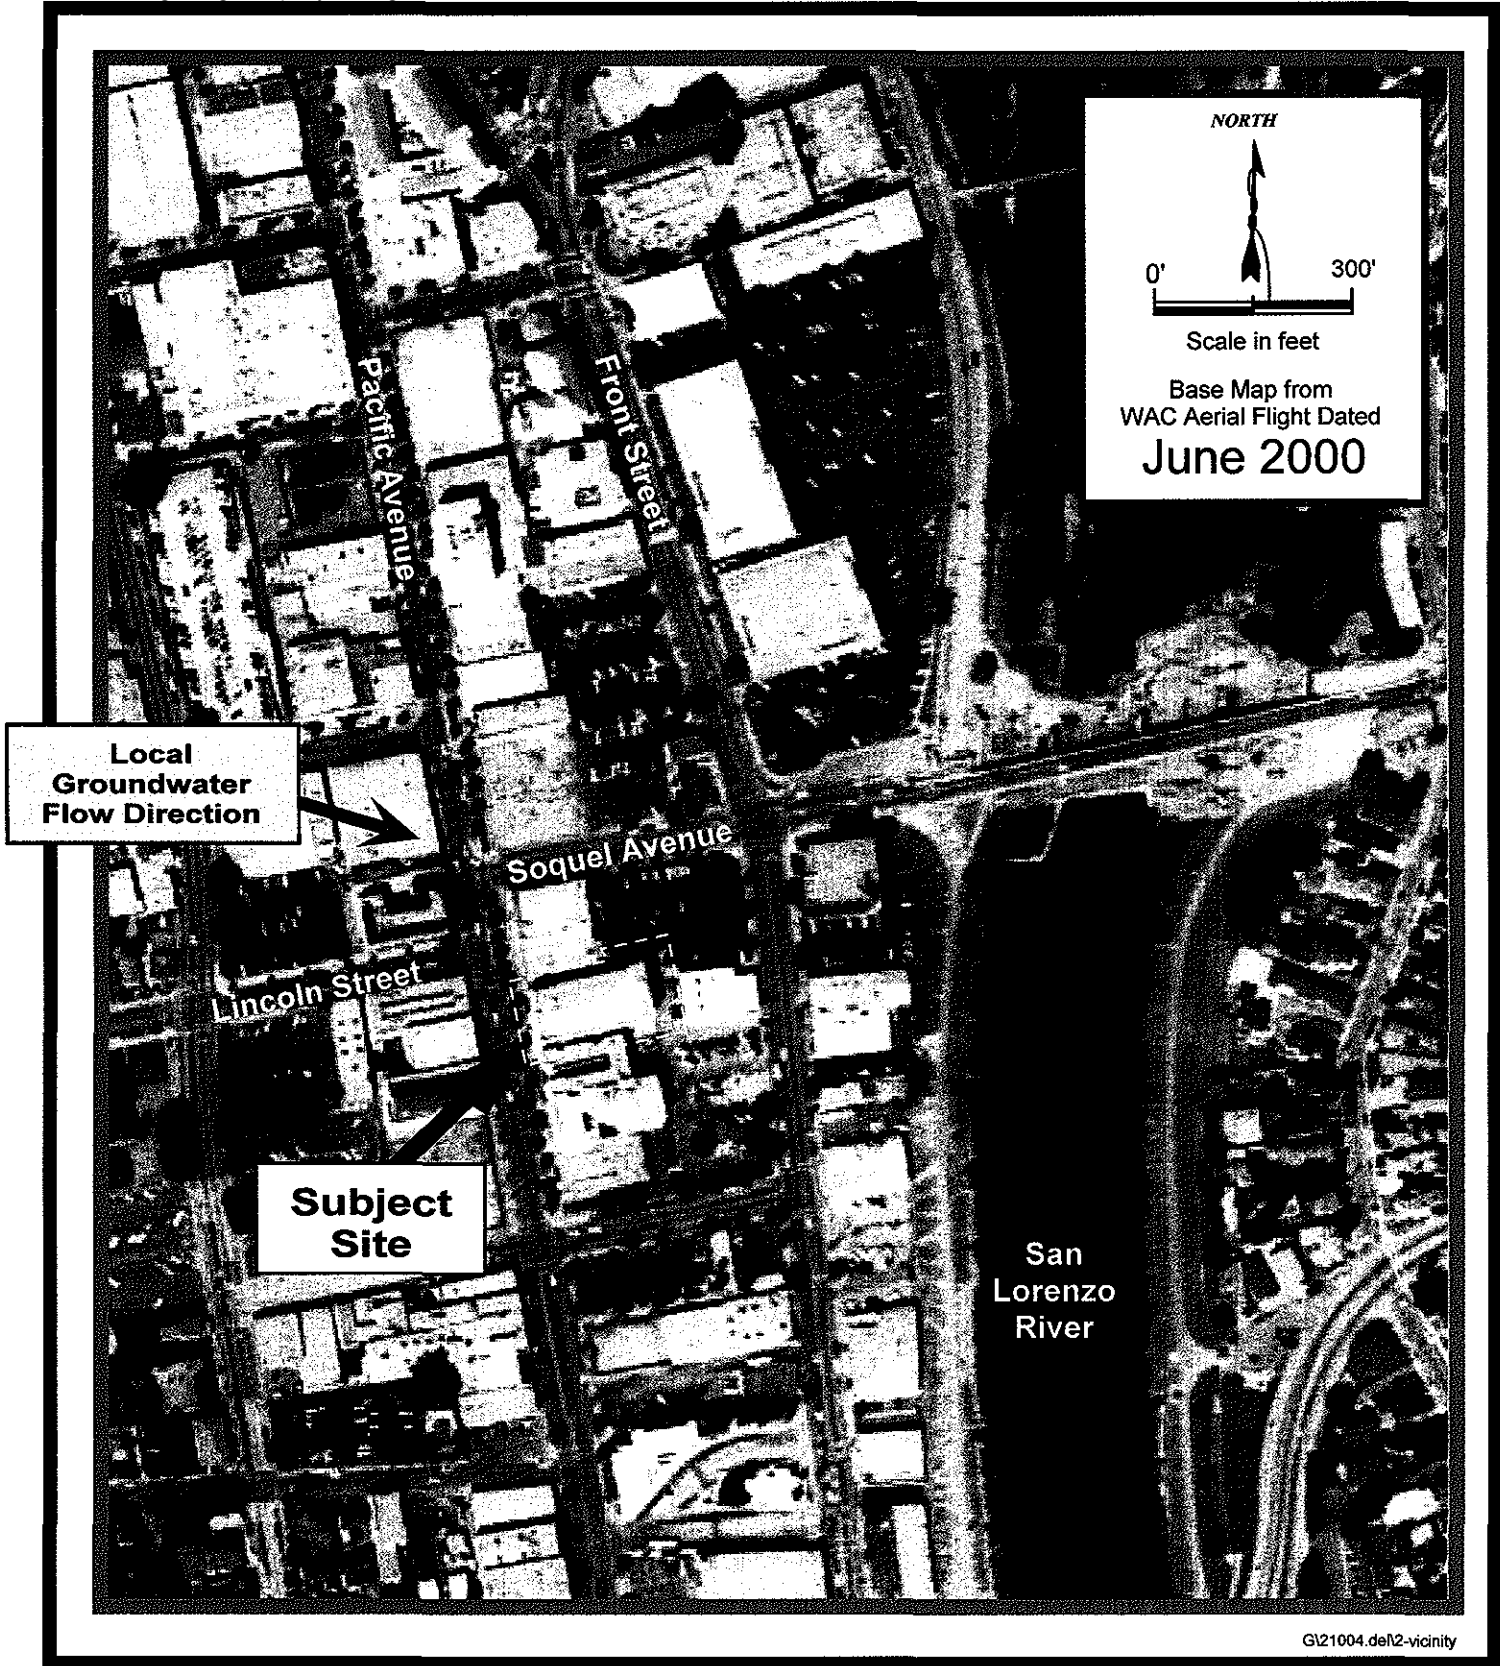 NORTH
0' 300'
Scale in feet
Base Map from
WAC Aerial Flight Dated
June 2000
Pacific Avenue
Front Street
Local
Groundwater
Flow Direction
Soquel Avenue
Lincoln Street
Subject
Site
San
Lorenzo
River
G\21004.del\2-vicinity